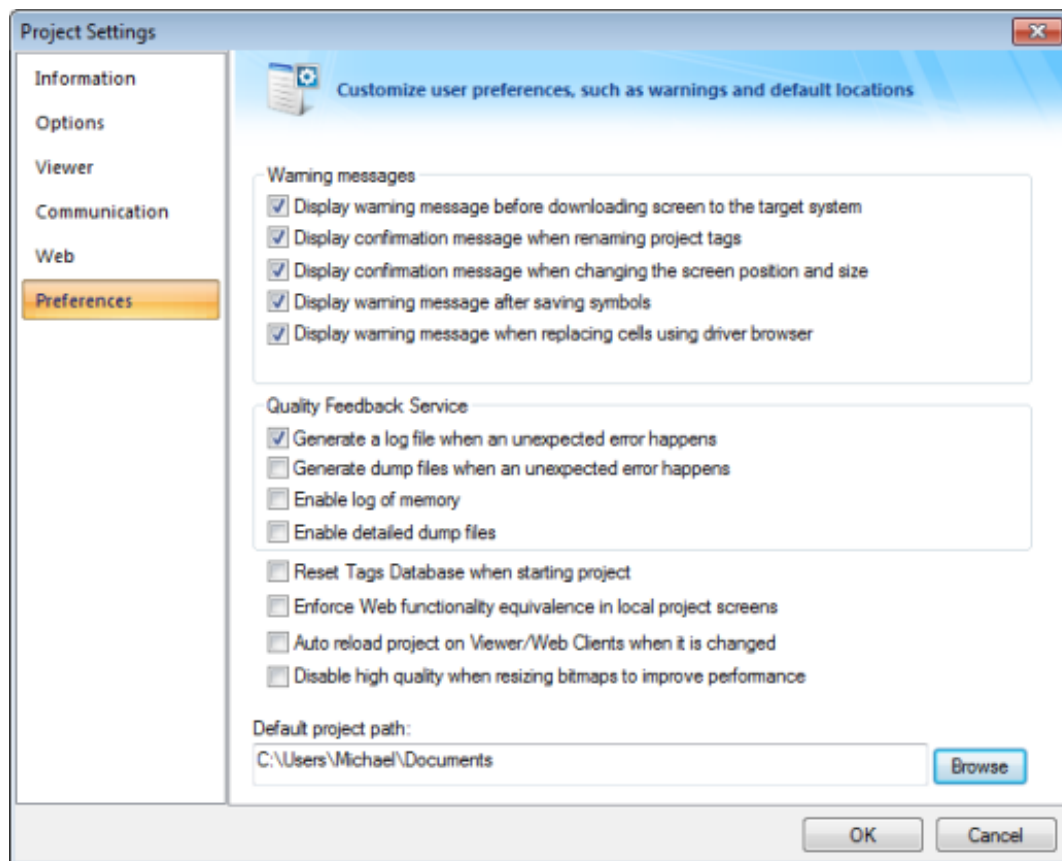 Project Settings
Information
Options
Viewer
Communication
Web
Preferences
Customize user preferences, such as warnings and default locations
Warning messages
Display warning message before downloading screen to the target system
Display confirmation message when renaming project tags
Display confirmation message when changing the screen position and size
Display warning message after saving symbols
Display warning message when replacing cells using driver browser
Quality Feedback Service
Generate a log file when an unexpected error happens
Generate dump files when an unexpected error happens
Enable log of memory
Enable detailed dump files
Reset Tags Database when starting project
Enforce Web functionality equivalence in local project screens
Auto reload project on Viewer/Web Clients when it is changed
Disable high quality when resizing bitmaps to improve performance
Default project path:
C:\Users\Michael\Documents
Browse
OK
Cancel